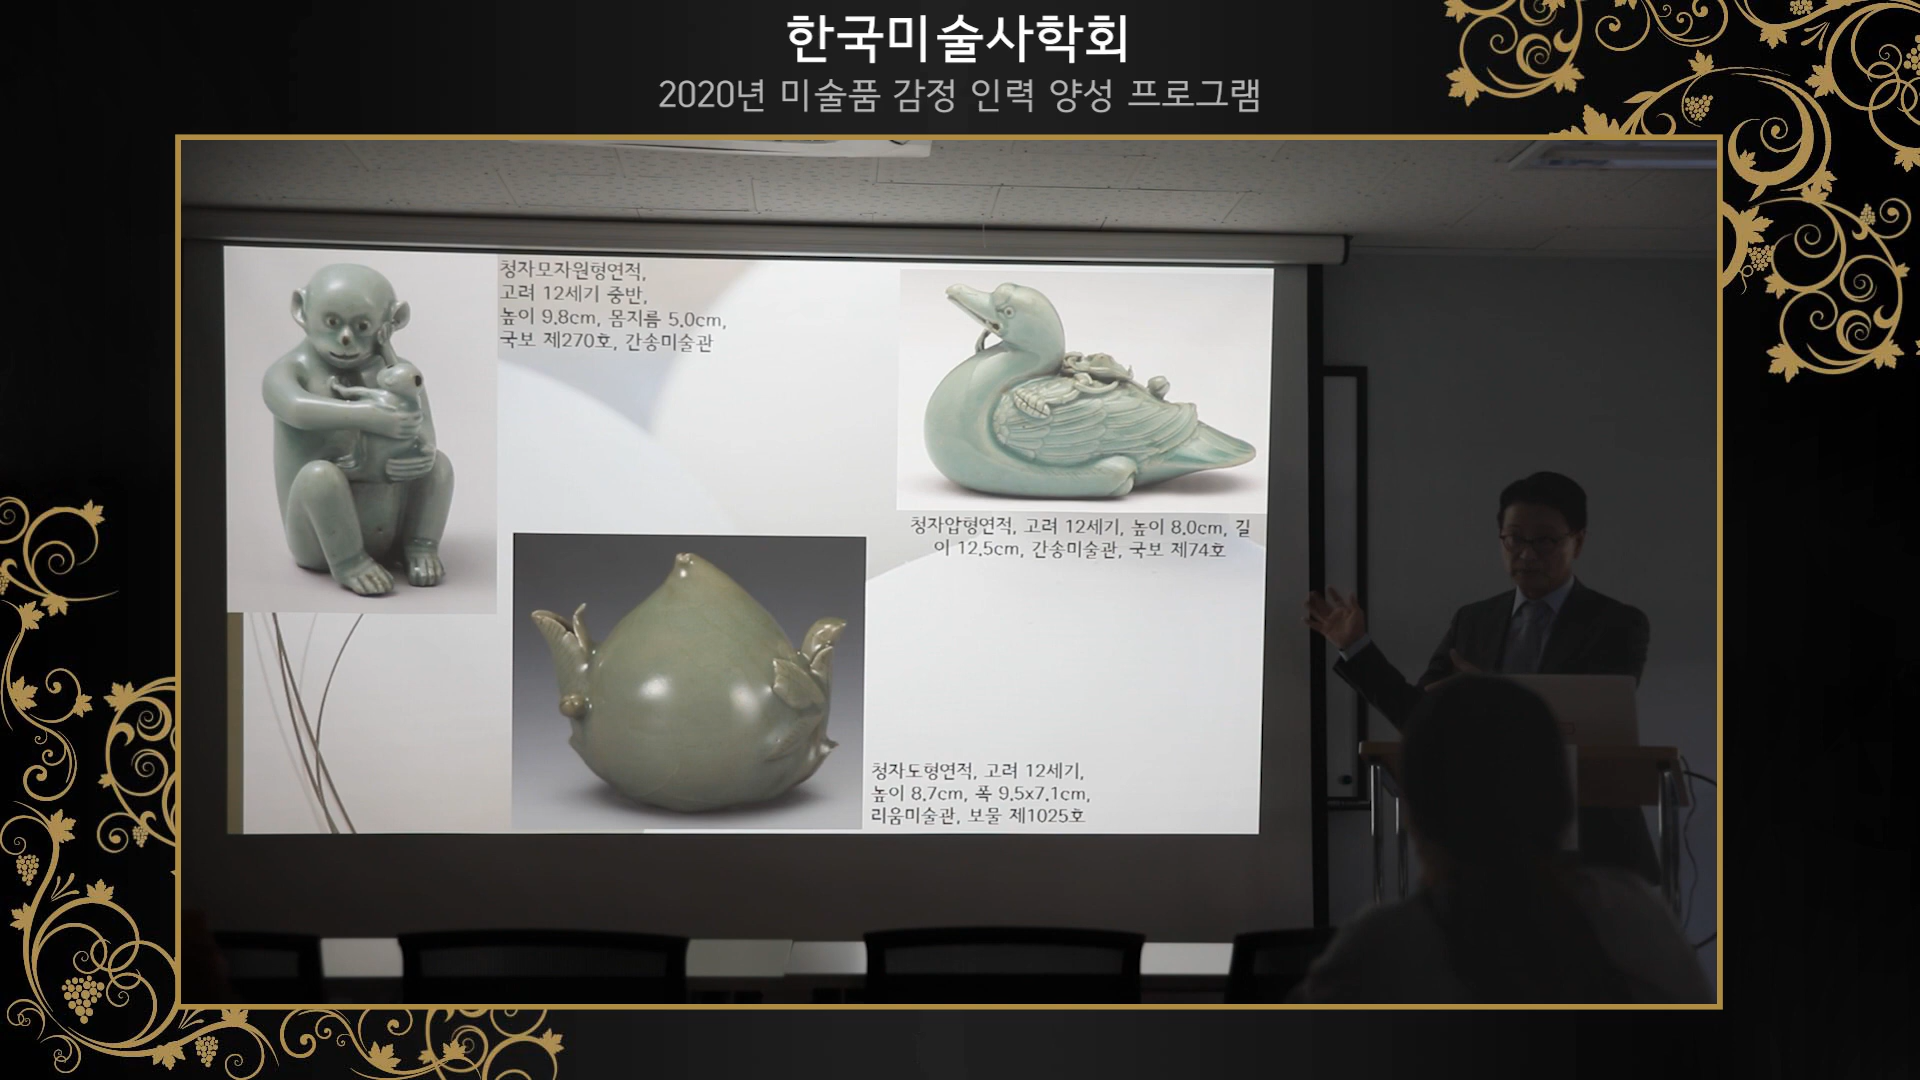 한국미술사학회
2020년 미술품 감정 인력 양성 프로그램
청자모자원형연적,
고려 12세기 중반,
높이 9.8cm, 몸지름 5.0cm,
국보 제270호, 간송미술관
청자압형연적, 고려 12세기, 높이 8.0cm, 길
이 12.5cm, 간송미술관, 국보 제74호
청자도형연적, 고려 12세기,
높이 8.7cm, 폭 9.5x7.1cm,
리움미술관, 보물 제1025호